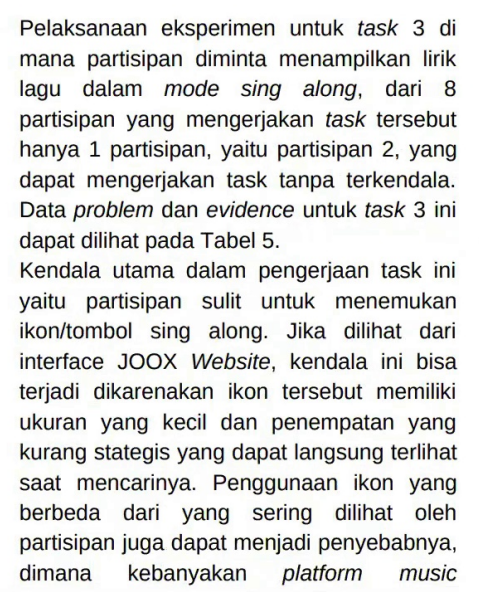 Pelaksanaan eksperimen untuk task 3 di
mana partisipan diminta menampilkan lirik
lagu dalam mode sing along, dari 8
partisipan yang mengerjakan task tersebut
hanya 1 partisipan, yaitu partisipan 2, yang
dapat mengerjakan task tanpa terkendala.
Data problem dan evidence untuk task 3 ini
dapat dilihat pada Tabel 5.
Kendala utama dalam pengerjaan task ini
yaitu partisipan sulit untuk menemukan
ikon/tombol sing along. Jika dilihat dari
interface JOOX Website, kendala ini bisa
terjadi dikarenakan ikon tersebut memiliki
ukuran yang kecil dan penempatan yang
kurang stategis yang dapat langsung terlihat
saat mencarinya. Penggunaan ikon yang
berbeda dari yang sering dilihat oleh
partisipan juga dapat menjadi penyebabnya,
dimana kebanyakan platform music